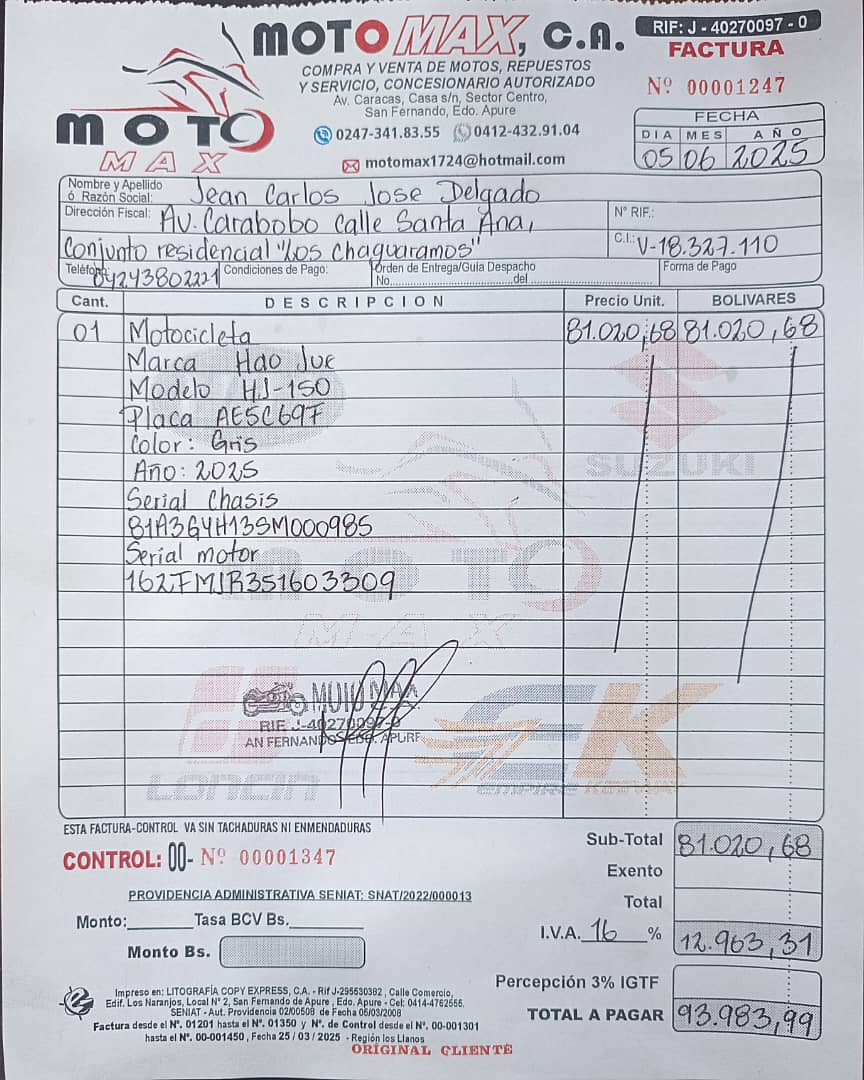 MOTO MAX, C.A.
RIF: J - 40270097 - 0
FACTURA
COMPRA Y VENTA DE MOTOS, REPUESTOS
Y SERVICIO, CONCESIONARIO AUTORIZADO
Av. Caracas, Casa s/n, Sector Centro,
San Fernando, Edo. Apure
0247-341.83.55 0412-432.91.04
motomax1724@hotmail.com
Nº 00001247
FECHA
DIA MES AÑO
05 06 2025
MOTO
MAX
Nombre y Apellido
ó Razón Social: Jean Carlos Jose Delgado
Dirección Fiscal: Av. Carabobo calle Santa Ana,
Nº RIF.:
Conjunto residencial "Los Chaguaramos"
C.I.: V-18.327.110
Teléfono: 04243802221 Condiciones de Pago: Orden de Entrega/Guia Despacho
No. del
Forma de Pago
Cant. DESCRIPCION Precio Unit. BOLIVARES
01 Motocicleta 81.020,68 81.020,68
Marca Hao Jue
Modelo HJ-150
Placa AE5C69F
Color: Gris
Año: 2025
SUZUKI
Serial Chasis
81A3G4H13SM000985
Serial motor
162FMJR351603309
MOTO
MAX
MOTO MAX
RIF. J-40270097-0
AN FERNANDO EDO. APURE
EK
LONCIN
EMPIRE KEEWAY
ESTA FACTURA-CONTROL VA SIN TACHADURAS NI ENMENDADURAS
CONTROL: 00- Nº 00001347
PROVIDENCIA ADMINISTRATIVA SENIAT: SNAT/2022/000013
Monto: Tasa BCV Bs.
Monto Bs.
Sub-Total 81.020,68
Exento
Total
I.V.A. 16 % 12.963,31
Percepción 3% IGTF
TOTAL A PAGAR 93.983,99
Impreso en: LITOGRAFÍA COPY EXPRESS, C.A. - Rif J-295530382 , Calle Comercio,
Edif. Los Naranjos, Local Nº 2, San Fernando de Apure , Edo. Apure - Cel: 0414-4762556.
SENIAT - Aut. Providencia 02/00508 de Fecha 06/03/2008
Factura desde el Nº. 01201 hasta el Nº. 01350 y Nº. de Control desde el Nº. 00-001301
hasta el Nº. 00-001450 , Fecha 25 / 03 / 2025 - Región los Llanos
ORIGINAL CLIENTE